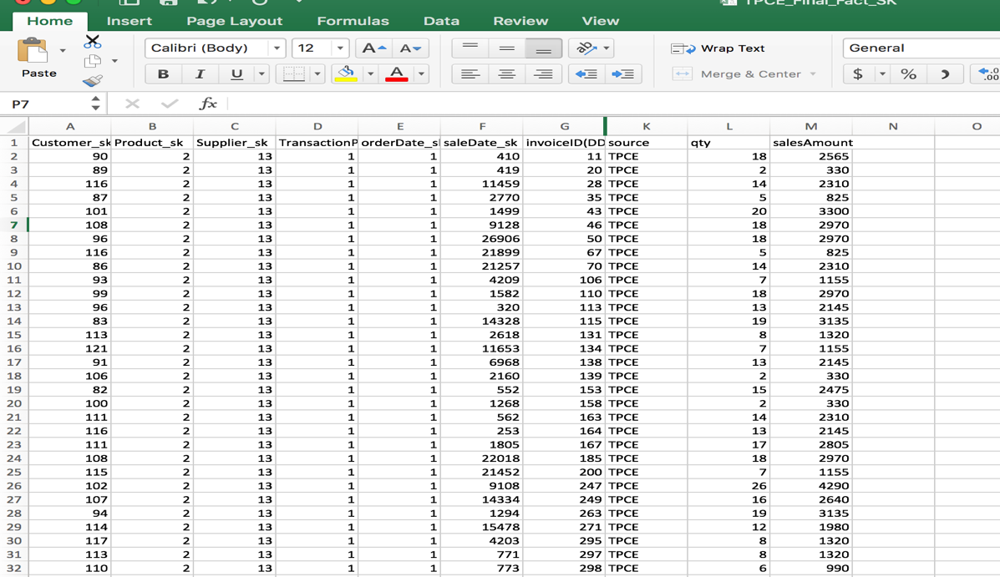 TPCE_Final_Fact_SK
Home Insert Page Layout Formulas Data Review View
Calibri (Body) 12 A A Wrap Text General
Paste B I U A Merge & Center $ % .00
P7 fx
A B C D E F G K L M N O
1 Customer_sk Product_sk Supplier_sk TransactionP orderDate_s saleDate_sk invoiceID(DD source qty salesAmount
2 90 2 13 1 1 410 11 TPCE 18 2565
3 89 2 13 1 1 419 20 TPCE 2 330
4 116 2 13 1 1 11459 28 TPCE 14 2310
5 87 2 13 1 1 2770 35 TPCE 5 825
6 101 2 13 1 1 1499 43 TPCE 20 3300
7 108 2 13 1 1 9128 46 TPCE 18 2970
8 96 2 13 1 1 26906 50 TPCE 18 2970
9 116 2 13 1 1 21899 67 TPCE 5 825
10 86 2 13 1 1 21257 70 TPCE 14 2310
11 93 2 13 1 1 4209 106 TPCE 7 1155
12 99 2 13 1 1 1582 110 TPCE 18 2970
13 96 2 13 1 1 320 113 TPCE 13 2145
14 83 2 13 1 1 14328 115 TPCE 19 3135
15 113 2 13 1 1 2618 131 TPCE 8 1320
16 121 2 13 1 1 11653 134 TPCE 7 1155
17 91 2 13 1 1 6968 138 TPCE 13 2145
18 106 2 13 1 1 2160 139 TPCE 2 330
19 82 2 13 1 1 552 153 TPCE 15 2475
20 100 2 13 1 1 1268 158 TPCE 2 330
21 111 2 13 1 1 562 163 TPCE 14 2310
22 116 2 13 1 1 253 164 TPCE 13 2145
23 111 2 13 1 1 1805 167 TPCE 17 2805
24 108 2 13 1 1 22018 185 TPCE 18 2970
25 115 2 13 1 1 21452 200 TPCE 7 1155
26 102 2 13 1 1 9108 247 TPCE 26 4290
27 107 2 13 1 1 14334 249 TPCE 16 2640
28 94 2 13 1 1 1294 263 TPCE 19 3135
29 114 2 13 1 1 15478 271 TPCE 12 1980
30 117 2 13 1 1 4203 295 TPCE 8 1320
31 113 2 13 1 1 771 297 TPCE 8 1320
32 110 2 13 1 1 773 298 TPCE 6 990